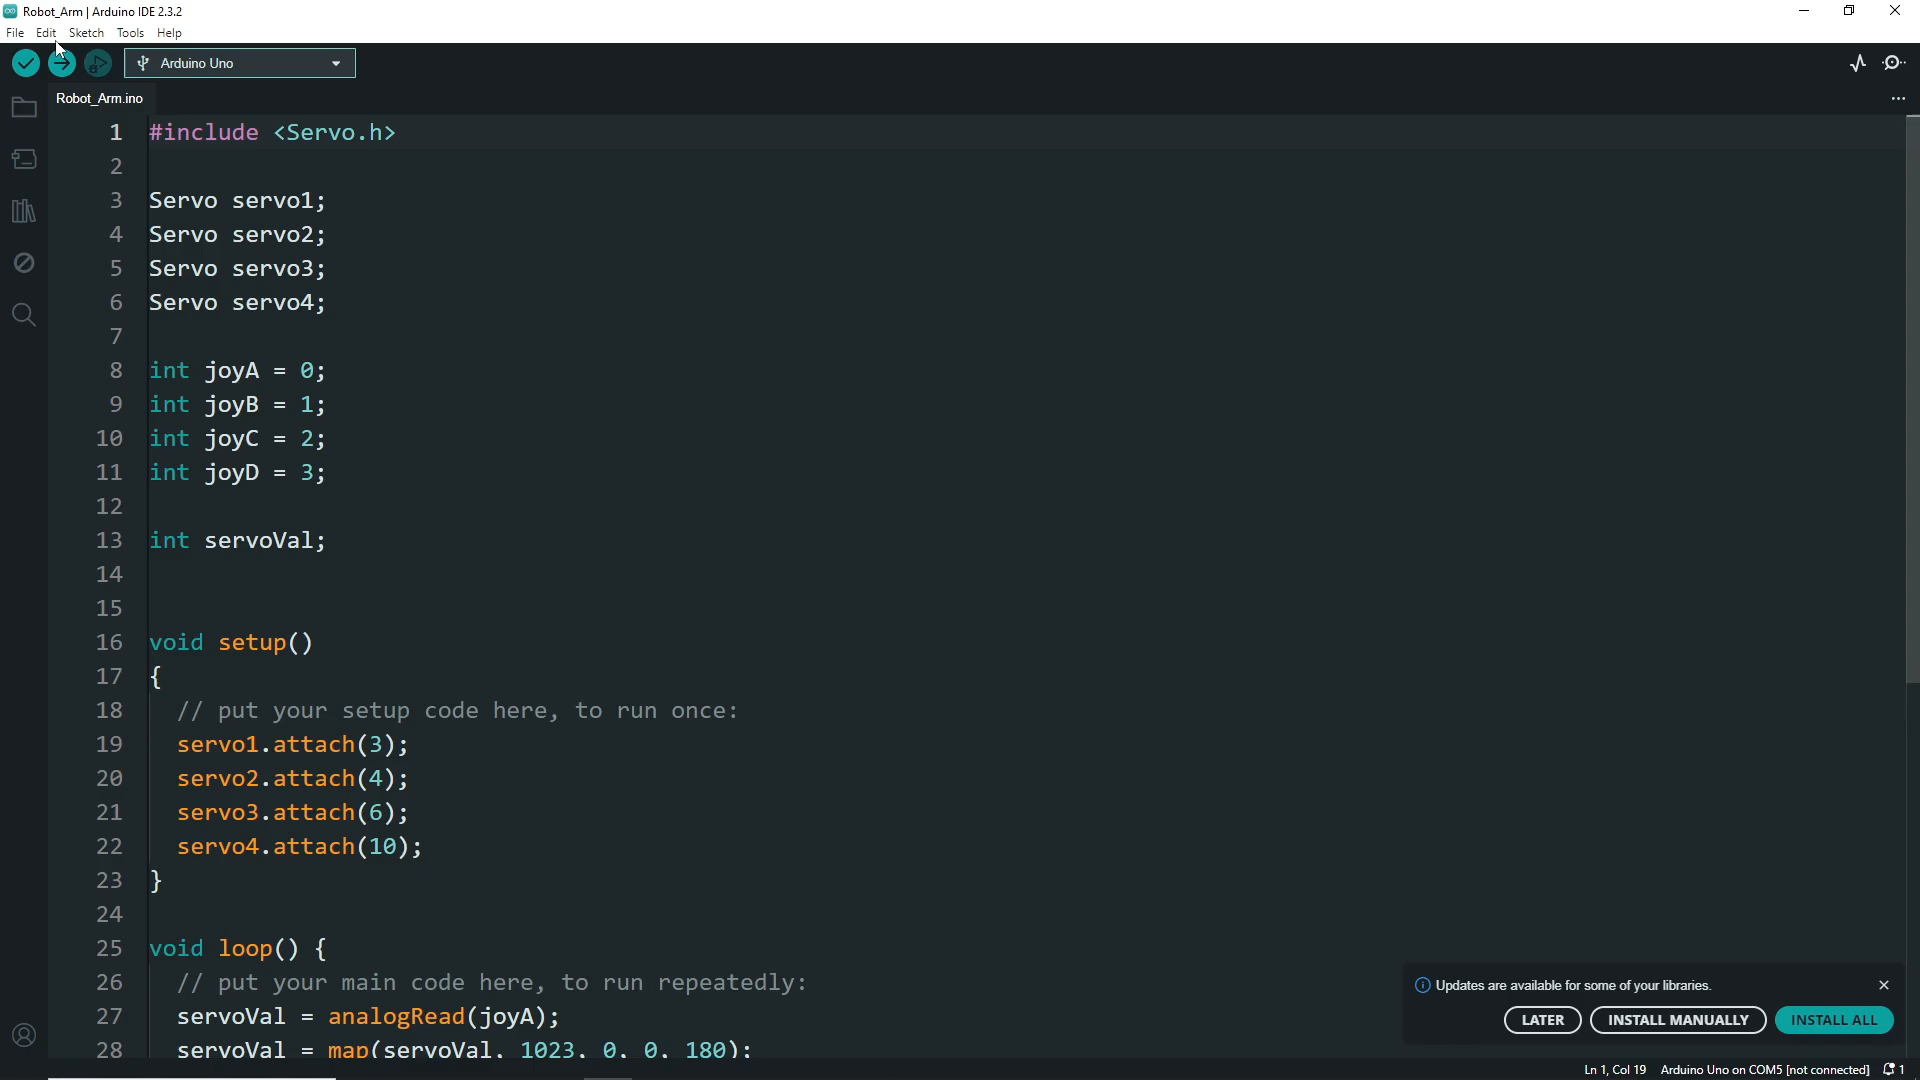 Robot_Arm | Arduino IDE 2.3.2
File Edit Sketch Tools Help
Arduino Uno
Robot_Arm.ino
1 #include <Servo.h>
2
3 Servo servo1;
4 Servo servo2;
5 Servo servo3;
6 Servo servo4;
7
8 int joyA = 0;
9 int joyB = 1;
10 int joyC = 2;
11 int joyD = 3;
12
13 int servoVal;
14
15
16 void setup()
17 {
18 // put your setup code here, to run once:
19 servo1.attach(3);
20 servo2.attach(4);
21 servo3.attach(6);
22 servo4.attach(10);
23 }
24
25 void loop() {
26 // put your main code here, to run repeatedly:
27 servoVal = analogRead(joyA);
28 servoVal = map(servoVal, 1023, 0, 0, 180);
Updates are available for some of your libraries.
LATER INSTALL MANUALLY INSTALL ALL
Ln 1, Col 19 Arduino Uno on COM5 [not connected] 1